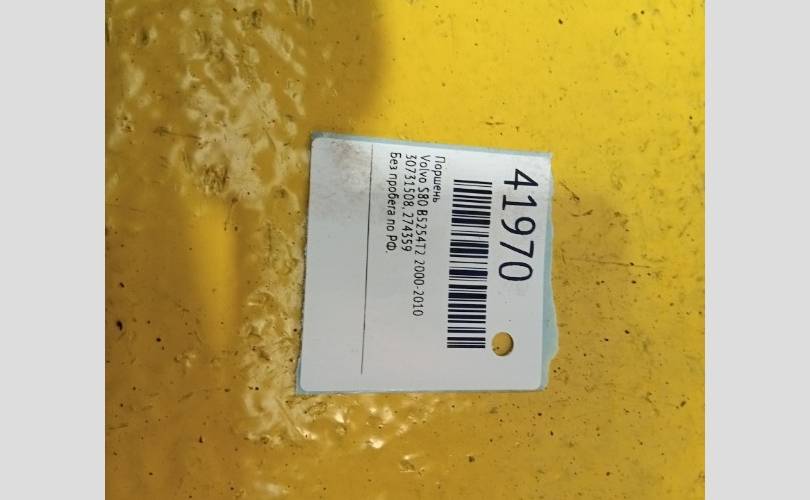 41970
Поршень
Volvo S80 B5254T2 2000-2010
30731508,274359
Без пробега по РФ.